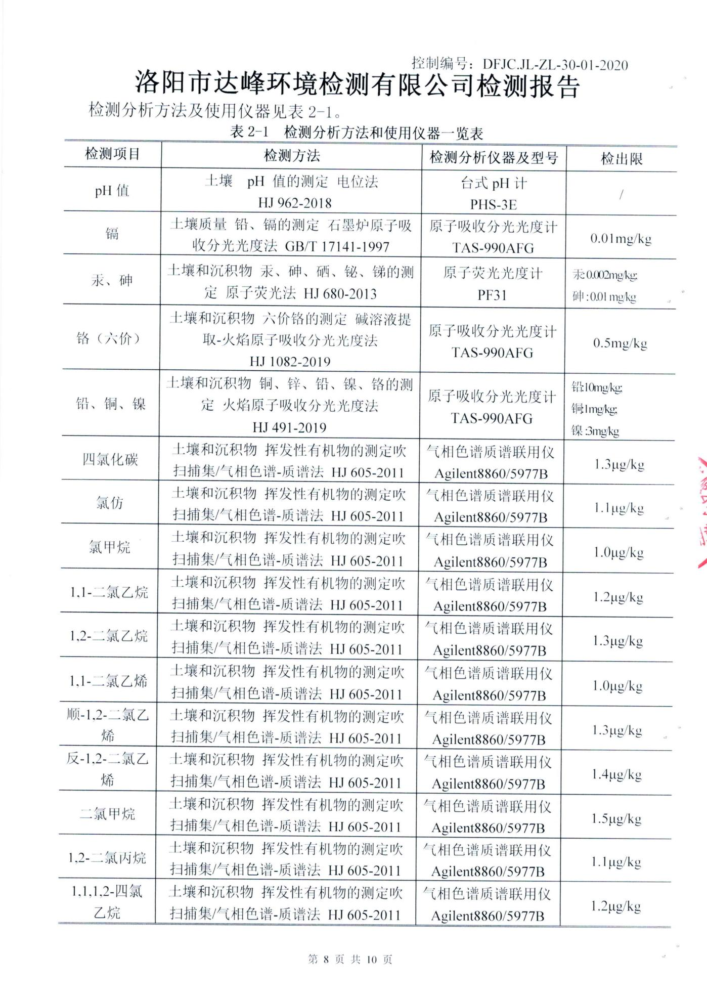 控制编号：DFJC.JL-ZL-30-01-2020
洛阳市达峰环境检测有限公司检测报告
检测分析方法及使用仪器见表 2-1。
表 2-1 检测分析方法和使用仪器一览表
检测项目 检测方法 检测分析仪器及型号 检出限
pH 值 土壤 pH 值的测定 电位法 台式 pH 计 /
HJ 962-2018 PHS-3E
镉 土壤质量 铅、镉的测定 石墨炉原子吸 原子吸收分光光度计 0.01mg/kg
收分光光度法 GB/T 17141-1997 TAS-990AFG
汞、砷 土壤和沉积物 汞、砷、硒、铋、锑的测 原子荧光光度计 汞:0.002mg/kg;
定 原子荧光法 HJ 680-2013 PF31 砷:0.01mg/kg
铬（六价） 土壤和沉积物 六价铬的测定 碱溶液提 原子吸收分光光度计 0.5mg/kg
取-火焰原子吸收分光光度法 TAS-990AFG
HJ 1082-2019
铅、铜、镍 土壤和沉积物 铜、锌、铅、镍、铬的测 原子吸收分光光度计 铅:10mg/kg;
定 火焰原子吸收分光光度法 TAS-990AFG 铜:1mg/kg;
HJ 491-2019 镍:3mg/kg
四氯化碳 土壤和沉积物 挥发性有机物的测定吹 气相色谱质谱联用仪 1.3μg/kg
扫捕集/气相色谱-质谱法 HJ 605-2011 Agilent8860/5977B
氯仿 土壤和沉积物 挥发性有机物的测定吹 气相色谱质谱联用仪 1.1μg/kg
扫捕集/气相色谱-质谱法 HJ 605-2011 Agilent8860/5977B
氯甲烷 土壤和沉积物 挥发性有机物的测定吹 气相色谱质谱联用仪 1.0μg/kg
扫捕集/气相色谱-质谱法 HJ 605-2011 Agilent8860/5977B
1,1-二氯乙烷 土壤和沉积物 挥发性有机物的测定吹 气相色谱质谱联用仪 1.2μg/kg
扫捕集/气相色谱-质谱法 HJ 605-2011 Agilent8860/5977B
1,2-二氯乙烷 土壤和沉积物 挥发性有机物的测定吹 气相色谱质谱联用仪 1.3μg/kg
扫捕集/气相色谱-质谱法 HJ 605-2011 Agilent8860/5977B
1,1-二氯乙烯 土壤和沉积物 挥发性有机物的测定吹 气相色谱质谱联用仪 1.0μg/kg
扫捕集/气相色谱-质谱法 HJ 605-2011 Agilent8860/5977B
顺-1,2-二氯乙 土壤和沉积物 挥发性有机物的测定吹 气相色谱质谱联用仪 1.3μg/kg
烯 扫捕集/气相色谱-质谱法 HJ 605-2011 Agilent8860/5977B
反-1,2-二氯乙 土壤和沉积物 挥发性有机物的测定吹 气相色谱质谱联用仪 1.4μg/kg
烯 扫捕集/气相色谱-质谱法 HJ 605-2011 Agilent8860/5977B
二氯甲烷 土壤和沉积物 挥发性有机物的测定吹 气相色谱质谱联用仪 1.5μg/kg
扫捕集/气相色谱-质谱法 HJ 605-2011 Agilent8860/5977B
1,2-二氯丙烷 土壤和沉积物 挥发性有机物的测定吹 气相色谱质谱联用仪 1.1μg/kg
扫捕集/气相色谱-质谱法 HJ 605-2011 Agilent8860/5977B
1,1,1,2-四氯 土壤和沉积物 挥发性有机物的测定吹 气相色谱质谱联用仪 1.2μg/kg
乙烷 扫捕集/气相色谱-质谱法 HJ 605-2011 Agilent8860/5977B
第 8 页 共 10 页